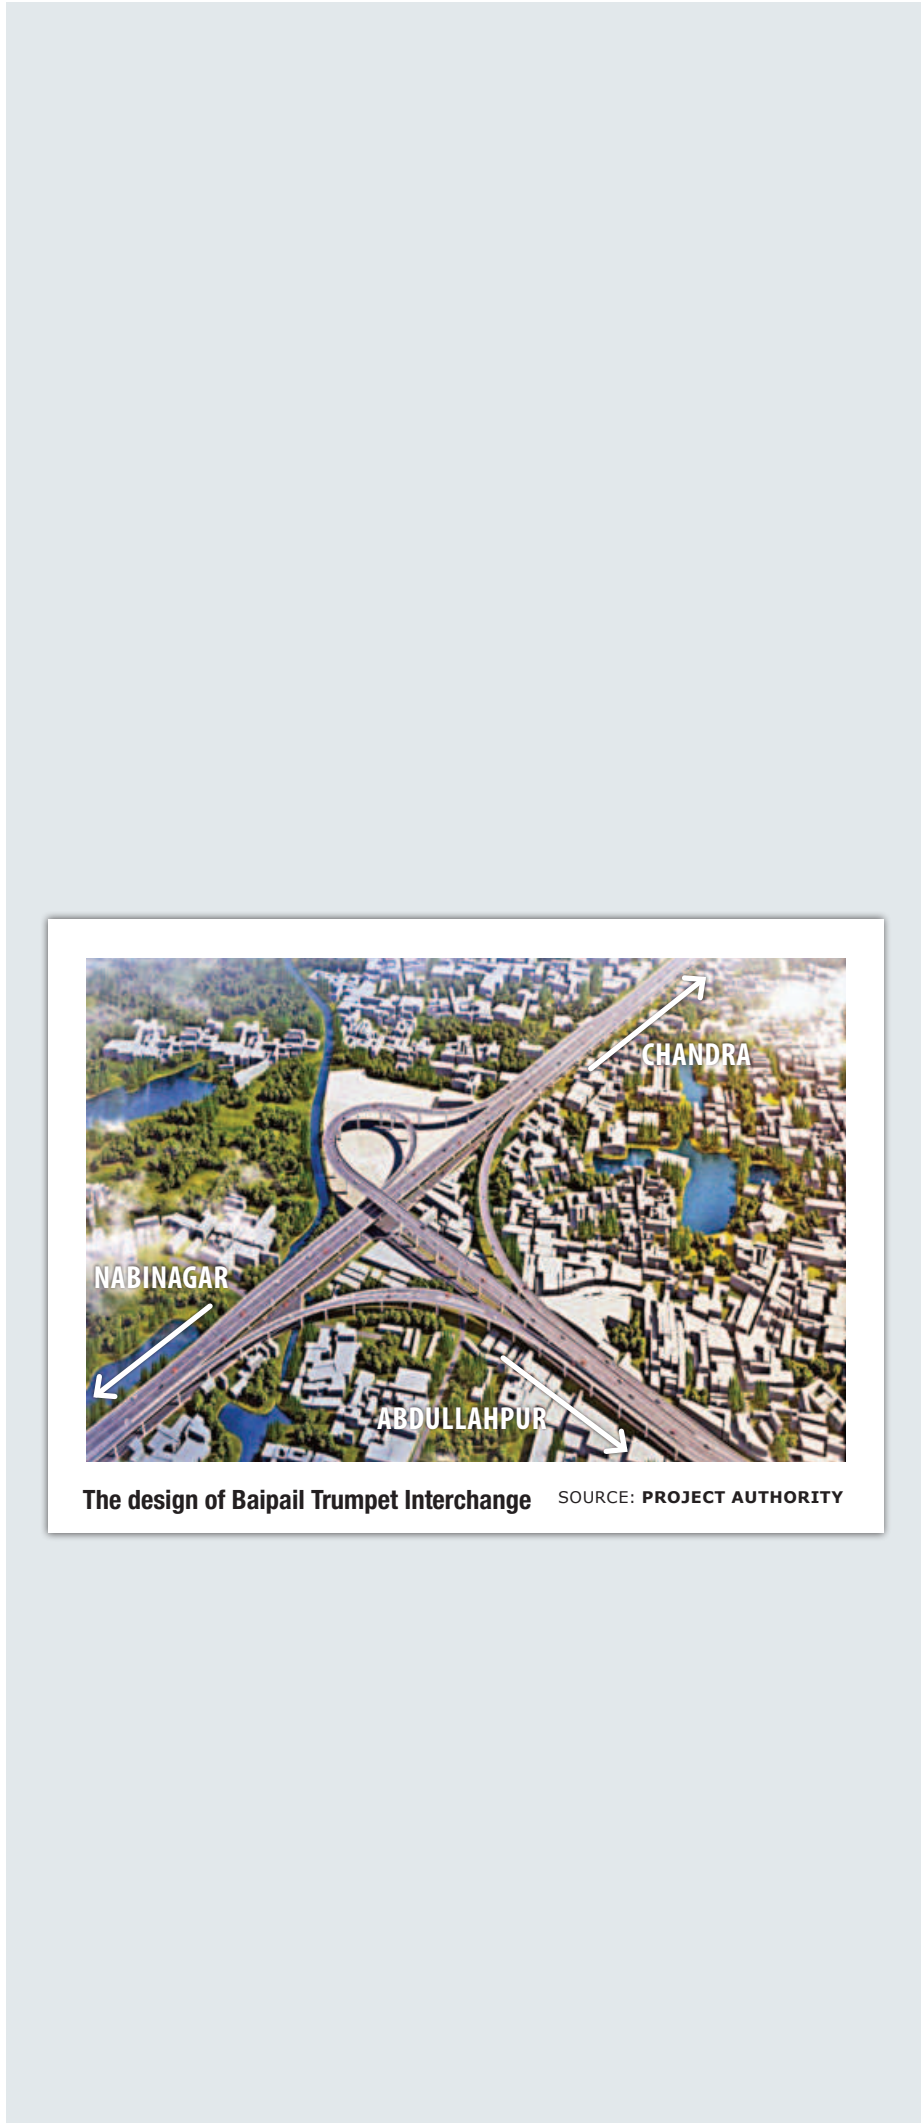 CHANDRA
NABINAGAR
ABDULLAHPUR
The design of Baipail Trumpet Interchange SOURCE: PROJECT AUTHORITY